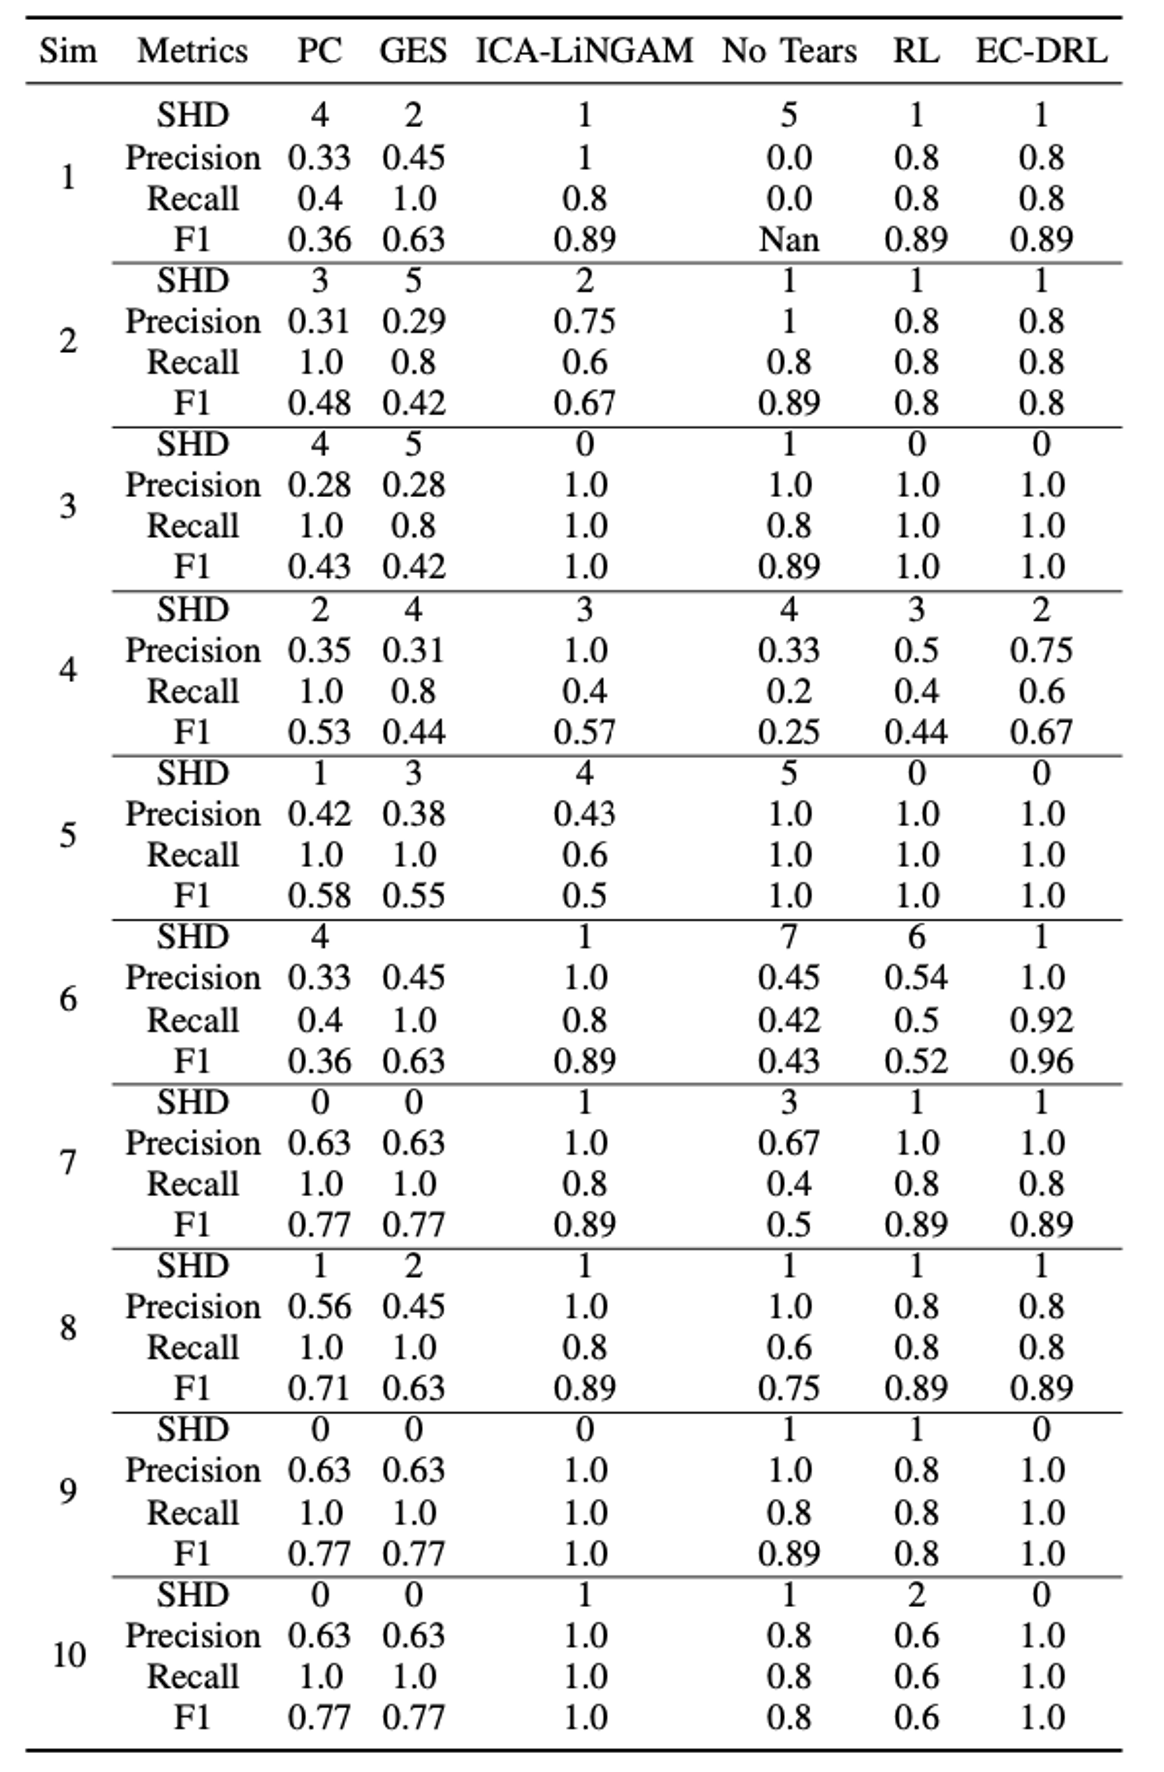 Sim Metrics PC GES ICA-LiNGAM No Tears RL EC-DRL
SHD 4 2 1 5 1 1
Precision 0.33 0.45 1 0.0 0.8 0.8
1
Recall 0.4 1.0 0.8 0.0 0.8 0.8
F1 0.36 0.63 0.89 Nan 0.89 0.89
SHD 3 5 2 1 1 1
Precision 0.31 0.29 0.75 1 0.8 0.8
2
Recall 1.0 0.8 0.6 0.8 0.8 0.8
F1 0.48 0.42 0.67 0.89 0.8 0.8
SHD 4 5 0 1 0 0
Precision 0.28 0.28 1.0 1.0 1.0 1.0
3
Recall 1.0 0.8 1.0 0.8 1.0 1.0
F1 0.43 0.42 1.0 0.89 1.0 1.0
SHD 2 4 3 4 3 2
Precision 0.35 0.31 1.0 0.33 0.5 0.75
4
Recall 1.0 0.8 0.4 0.2 0.4 0.6
F1 0.53 0.44 0.57 0.25 0.44 0.67
SHD 1 3 4 5 0 0
Precision 0.42 0.38 0.43 1.0 1.0 1.0
5
Recall 1.0 1.0 0.6 1.0 1.0 1.0
F1 0.58 0.55 0.5 1.0 1.0 1.0
SHD 4 1 7 6 1
Precision 0.33 0.45 1.0 0.45 0.54 1.0
6
Recall 0.4 1.0 0.8 0.42 0.5 0.92
F1 0.36 0.63 0.89 0.43 0.52 0.96
SHD 0 0 1 3 1 1
Precision 0.63 0.63 1.0 0.67 1.0 1.0
7
Recall 1.0 1.0 0.8 0.4 0.8 0.8
F1 0.77 0.77 0.89 0.5 0.89 0.89
SHD 1 2 1 1 1 1
Precision 0.56 0.45 1.0 1.0 0.8 0.8
8
Recall 1.0 1.0 0.8 0.6 0.8 0.8
F1 0.71 0.63 0.89 0.75 0.89 0.89
SHD 0 0 0 1 1 0
Precision 0.63 0.63 1.0 1.0 0.8 1.0
9
Recall 1.0 1.0 1.0 0.8 0.8 1.0
F1 0.77 0.77 1.0 0.89 0.8 1.0
SHD 0 0 1 1 2 0
Precision 0.63 0.63 1.0 0.8 0.6 1.0
10
Recall 1.0 1.0 1.0 0.8 0.6 1.0
F1 0.77 0.77 1.0 0.8 0.6 1.0